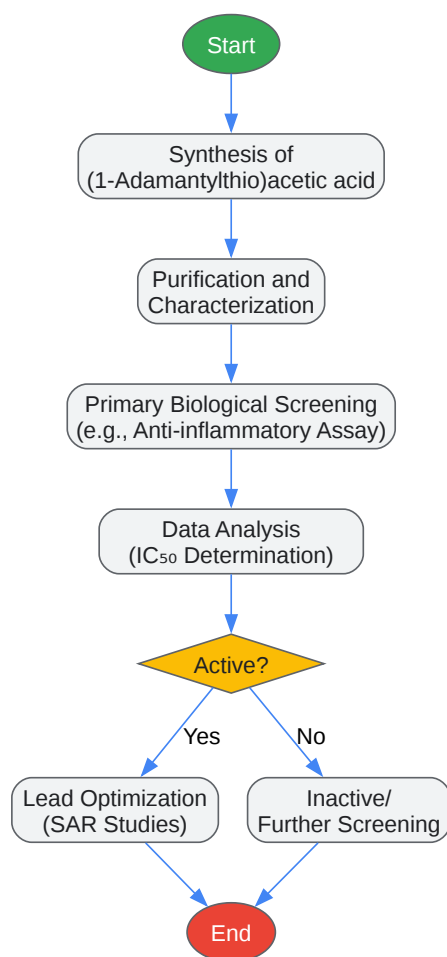 Start
Synthesis of
(1-Adamantylthio)acetic acid
Purification and
Characterization
Primary Biological Screening
(e.g., Anti-inflammatory Assay)
Data Analysis
(IC₅₀ Determination)
Active?
Yes
No
Lead Optimization
(SAR Studies)
Inactive/
Further Screening
End